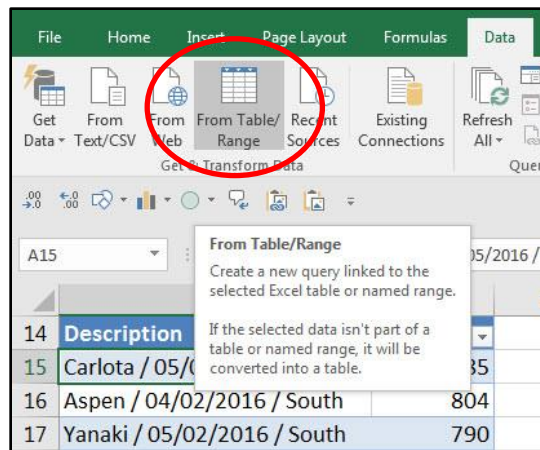 File Home Insert Page Layout Formulas Data
Get Data From Text/CSV From Web From Table/ Range Recent Sources Existing Connections Refresh All
Get & Transform Data Quer
.00 →.0 ←.0 .00
A15 05/2016 /
From Table/Range
Create a new query linked to the
selected Excel table or named range.
If the selected data isn't part of a
table or named range, it will be
converted into a table.
14 Description
15 Carlota / 05/ 35
16 Aspen / 04/02/2016 / South 804
17 Yanaki / 05/02/2016 / South 790